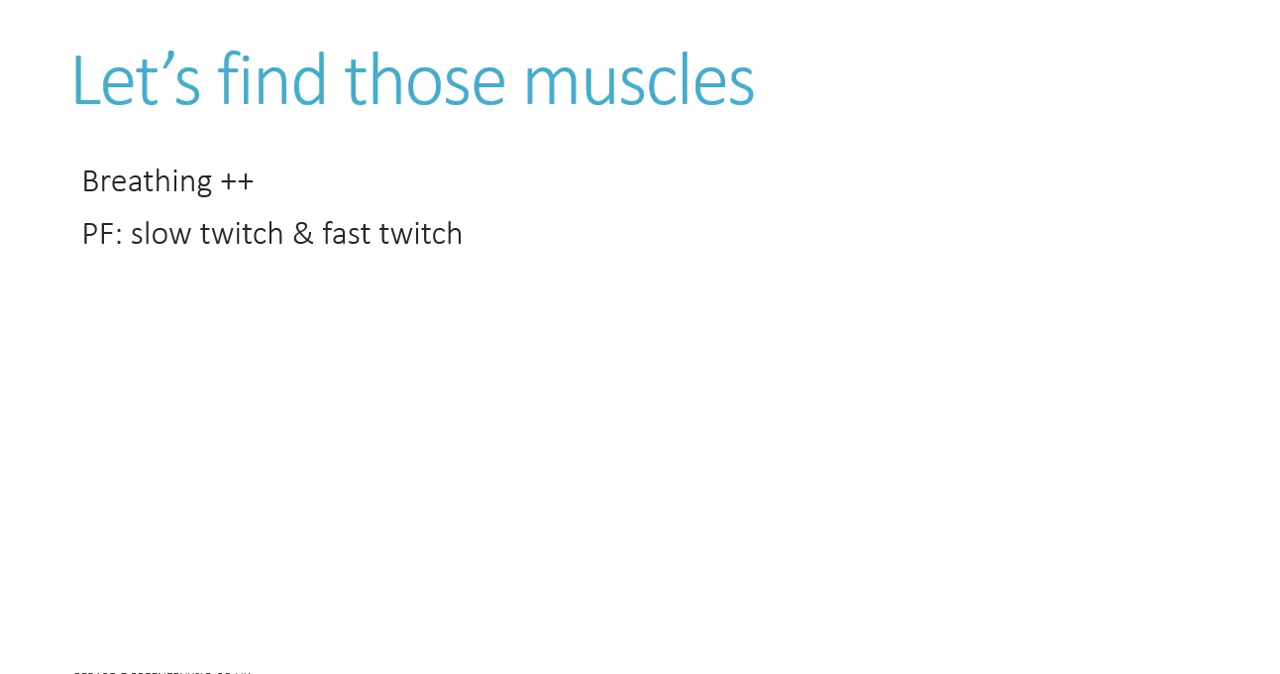 Let’s find those muscles
Breathing ++
PF: slow twitch & fast twitch